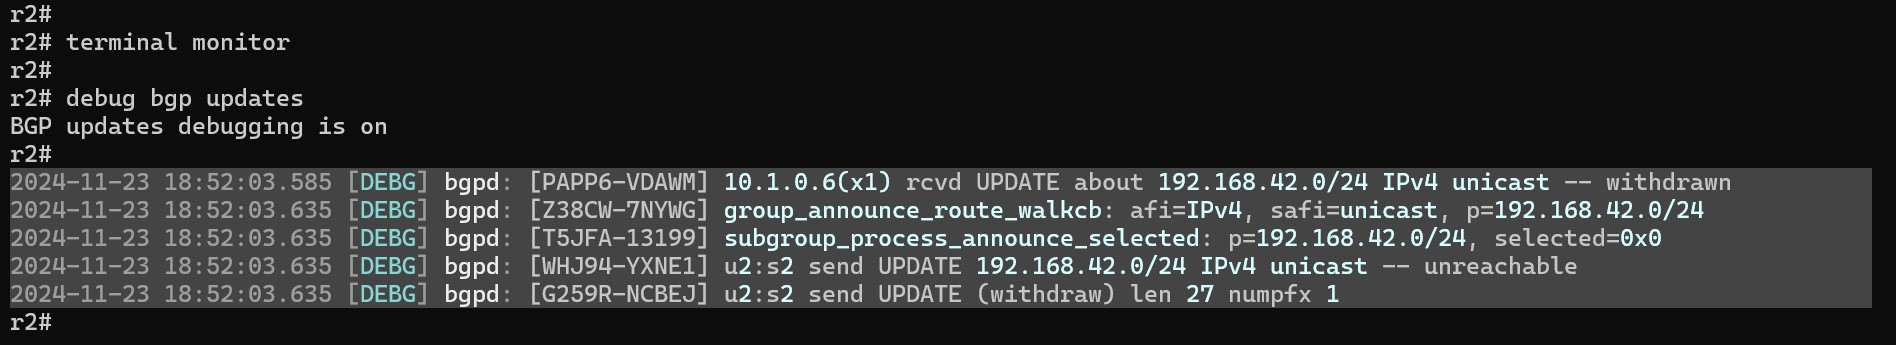 r2#
r2# terminal monitor
r2#
r2# debug bgp updates
BGP updates debugging is on
r2#
2024-11-23 18:52:03.585 [DEBG] bgpd: [PAPP6-VDAWM] 10.1.0.6(x1) rcvd UPDATE about 192.168.42.0/24 IPv4 unicast -- withdrawn
2024-11-23 18:52:03.635 [DEBG] bgpd: [Z38CW-7NYWG] group_announce_route_walkcb: afi=IPv4, safi=unicast, p=192.168.42.0/24
2024-11-23 18:52:03.635 [DEBG] bgpd: [T5JFA-13199] subgroup_process_announce_selected: p=192.168.42.0/24, selected=0x0
2024-11-23 18:52:03.635 [DEBG] bgpd: [WHJ94-YXNE1] u2:s2 send UPDATE 192.168.42.0/24 IPv4 unicast -- unreachable
2024-11-23 18:52:03.635 [DEBG] bgpd: [G259R-NCBEJ] u2:s2 send UPDATE (withdraw) len 27 numpfx 1
r2#